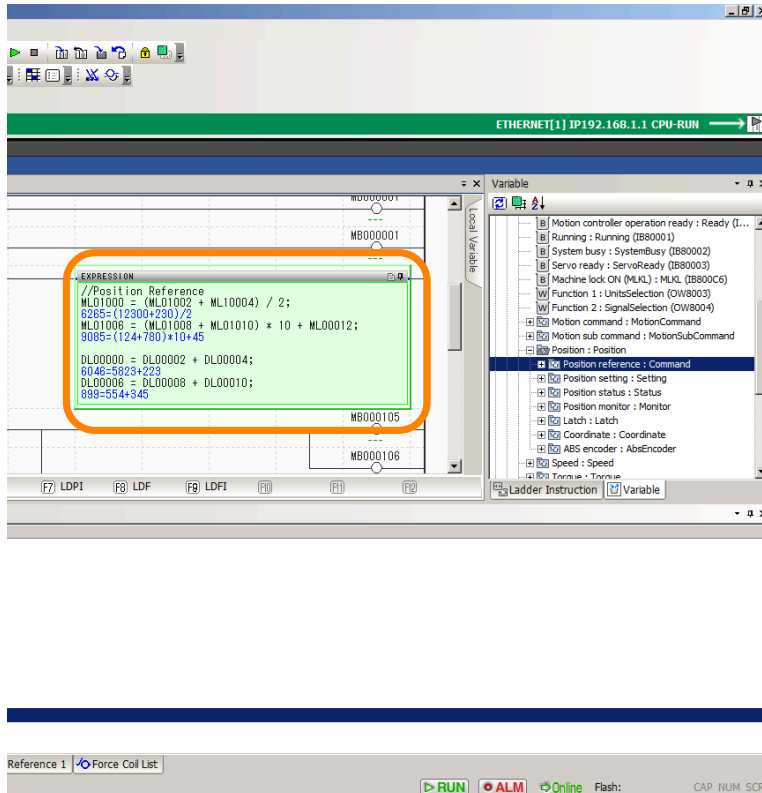 ETHERNET[1] IP192.168.1.1 CPU-RUN
Variable
Local Variable
MB000001
---
MB000001
---
EXPRESSION
//Position Reference
ML01000 = (ML01002 + ML10004) / 2;
6265=(12300+230)/2
ML01006 = (ML01008 + ML01010) * 10 + ML00012;
9085=(124+780)*10+45
DL00000 = DL00002 + DL00004;
6046=5823+223
DL00006 = DL00008 + DL00010;
899=554+345
MB000105
---
MB000106
B Motion controller operation ready : Ready (I...
B Running : Running (IB80001)
B System busy : SystemBusy (IB80002)
B Servo ready : ServoReady (IB80003)
B Machine lock ON (MLKL) : MLKL (IB800C6)
W Function 1 : UnitsSelection (OW8003)
W Function 2 : SignalSelection (OW8004)
Motion command : MotionCommand
Motion sub command : MotionSubCommand
Position : Position
Position reference : Command
Position setting : Setting
Position status : Status
Position monitor : Monitor
Latch : Latch
Coordinate : Coordinate
ABS encoder : AbsEncoder
Speed : Speed
Torque : Torque
F7 LDPI F8 LDF F9 LDFI F10 F11 F12
Ladder Instruction Variable
Reference 1 Force Coil List
RUN ALM Online Flash: CAP NUM SCR